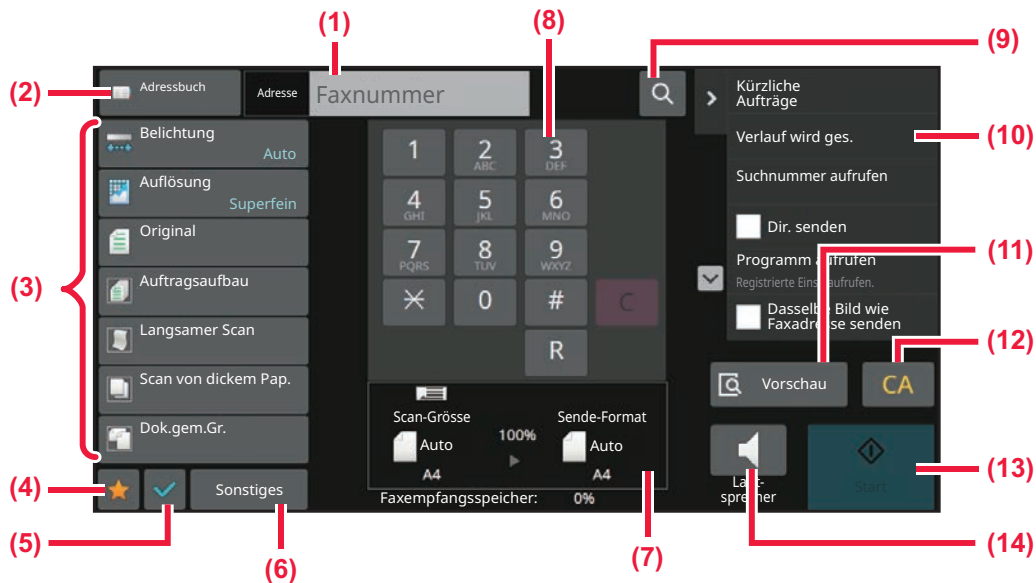 (1)
(8)
(9)
(2)
Adressbuch
Adresse
Faxnummer
Kürzliche
Aufträge
(10)
Verlauf wird ges.
Suchnummer aufrufen
Dir. senden
Programm aufrufen
Registrierte Einst. aufrufen.
Dasselbe Bild wie
Faxadresse senden
(3)
Belichtung
Auto
Auflösung
Superfein
Original
Auftragsaufbau
Langsamer Scan
Scan von dickem Pap.
Dok.gem.Gr.
1
2
ABC
3
DEF
4
GHI
5
JKL
6
MNO
7
PQRS
8
TUV
9
WXYZ
0
#
C
R
(11)
(12)
Vorschau
CA
Scan-Grösse
Auto
A4
100%
Sende-Format
Auto
A4
Faxempfangsspeicher: 0%
Laut-
sprecher
Start
(13)
(14)
(4)
(5)
Sonstiges
(6)
(7)